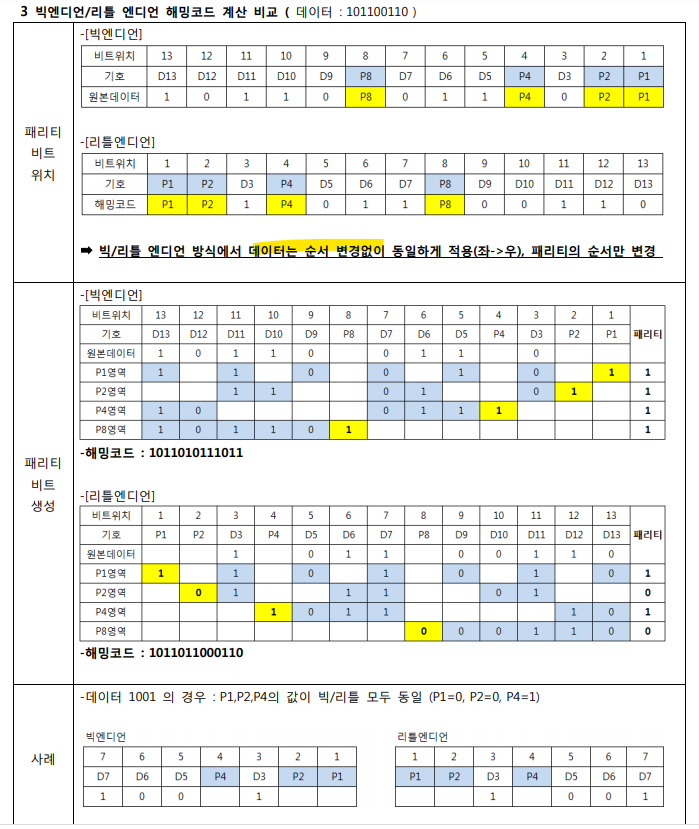 3 빅엔디언/리틀 엔디언 해밍코드 계산 비교 ( 데이터 : 101100110 )
패리티
비트
위치
-[빅엔디언]
비트위치 13 12 11 10 9 8 7 6 5 4 3 2 1
기호 D13 D12 D11 D10 D9 P8 D7 D6 D5 P4 D3 P2 P1
원본데이터 1 0 1 1 0 P8 0 1 1 P4 0 P2 P1
-[리틀엔디언]
비트위치 1 2 3 4 5 6 7 8 9 10 11 12 13
기호 P1 P2 D3 P4 D5 D6 D7 P8 D9 D10 D11 D12 D13
해밍코드 P1 P2 1 P4 0 1 1 P8 0 0 1 1 0
➡ 빅/리틀 엔디언 방식에서 데이터는 순서 변경없이 동일하게 적용(좌->우), 패리티의 순서만 변경
패리티
비트
생성
-[빅엔디언]
비트위치 13 12 11 10 9 8 7 6 5 4 3 2 1 패리티
기호 D13 D12 D11 D10 D9 P8 D7 D6 D5 P4 D3 P2 P1
원본데이터 1 0 1 1 0 0 1 1 0
P1영역 1 1 0 0 1 0 1 1
P2영역 1 1 0 1 0 1 1
P4영역 1 0 0 1 1 1 1
P8영역 1 0 1 1 0 1 1
-해밍코드 : 1011010111011
-[리틀엔디언]
비트위치 1 2 3 4 5 6 7 8 9 10 11 12 13 패리티
기호 P1 P2 D3 P4 D5 D6 D7 P8 D9 D10 D11 D12 D13
원본데이터 1 0 1 1 0 0 1 1 0
P1영역 1 1 0 1 0 1 0 1
P2영역 0 1 1 1 0 1 0
P4영역 1 0 1 1 1 0 1
P8영역 0 0 0 1 1 0 0
-해밍코드 : 1011011000110
사례
-데이터 1001 의 경우 : P1,P2,P4의 값이 빅/리틀 모두 동일 (P1=0, P2=0, P4=1)
빅엔디언
7 6 5 4 3 2 1
D7 D6 D5 P4 D3 P2 P1
1 0 0 1
리틀엔디언
1 2 3 4 5 6 7
P1 P2 D3 P4 D5 D6 D7
1 0 0 1